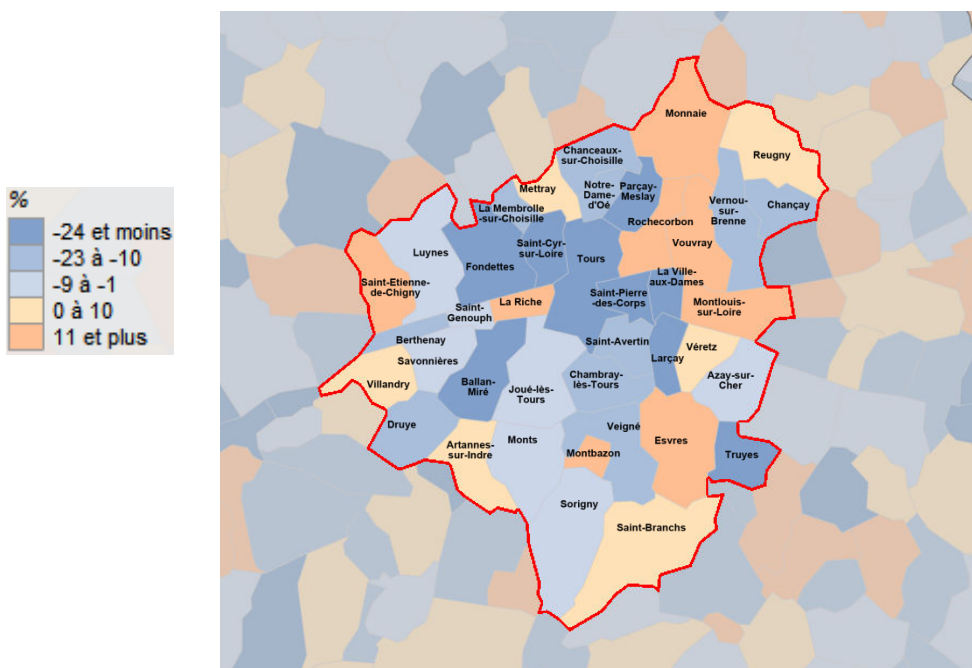 %
-24 et moins
-23 à -10
-9 à -1
0 à 10
11 et plus
Monnaie
Chanceaux-
sur-Choisille
Reugny
Mettray
Notre-
Dame-
d'Oé
Parçay-
Meslay
La Membrolle
-sur-Choisille
Vernou-
sur-
Brenne
Chançay
Rochecorbon
Luynes
Saint-Cyr-
sur-Loire
Tours
Vouvray
Fondettes
La Ville-
aux-Dames
Saint-Etienne-
de-Chigny
Saint-Pierre
-des-Corps
La Riche
Montlouis-
sur-Loire
Saint-
Genouph
Berthenay
Saint-Avertin
Véretz
Savonnières
Larçay
Villandry
Ballan-
Miré
Joué-lès-
Tours
Chambray-
lès-Tours
Azay-sur-
Cher
Druye
Artannes-
sur-Indre
Monts
Veigné
Esvres
Montbazon
Truyes
Sorigny
Saint-Branchs